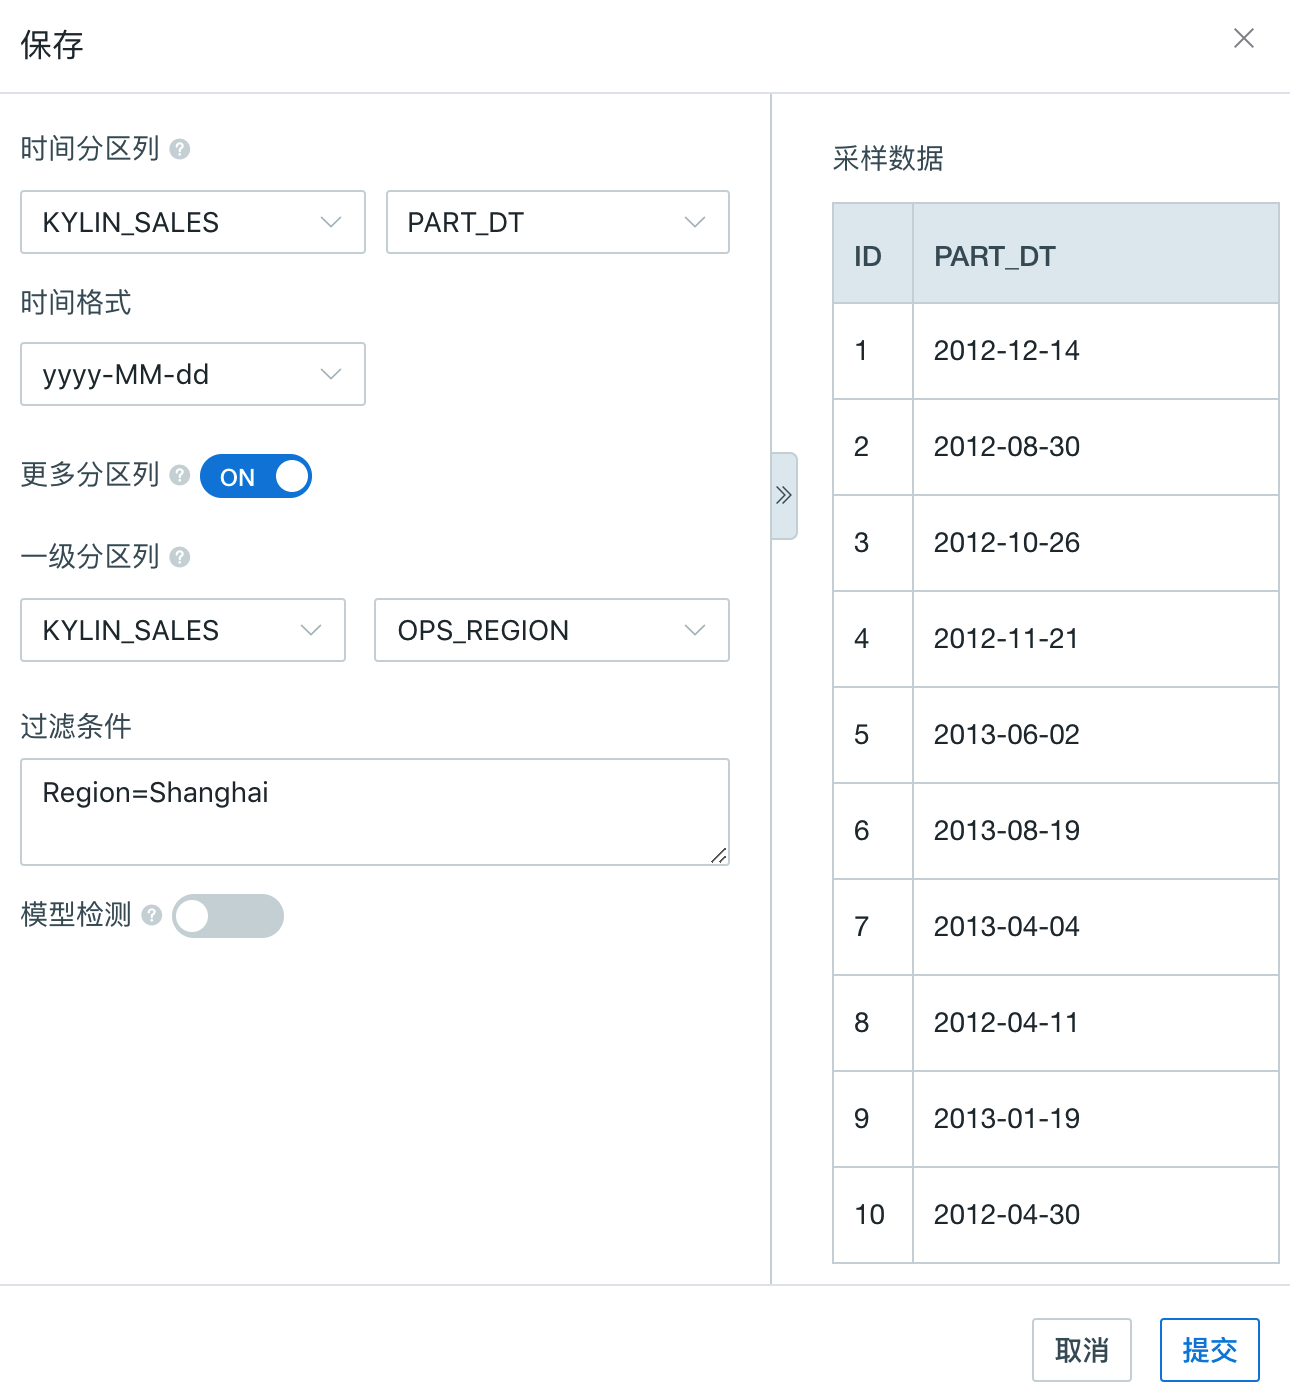 保存
时间分区列 ?
KYLIN_SALES PART_DT
时间格式
yyyy-MM-dd
更多分区列 ? ON
一级分区列 ?
KYLIN_SALES OPS_REGION
过滤条件
Region=Shanghai
模型检测 ?
采样数据
ID PART_DT
1 2012-12-14
2 2012-08-30
3 2012-10-26
4 2012-11-21
5 2013-06-02
6 2013-08-19
7 2013-04-04
8 2012-04-11
9 2013-01-19
10 2012-04-30
取消 提交